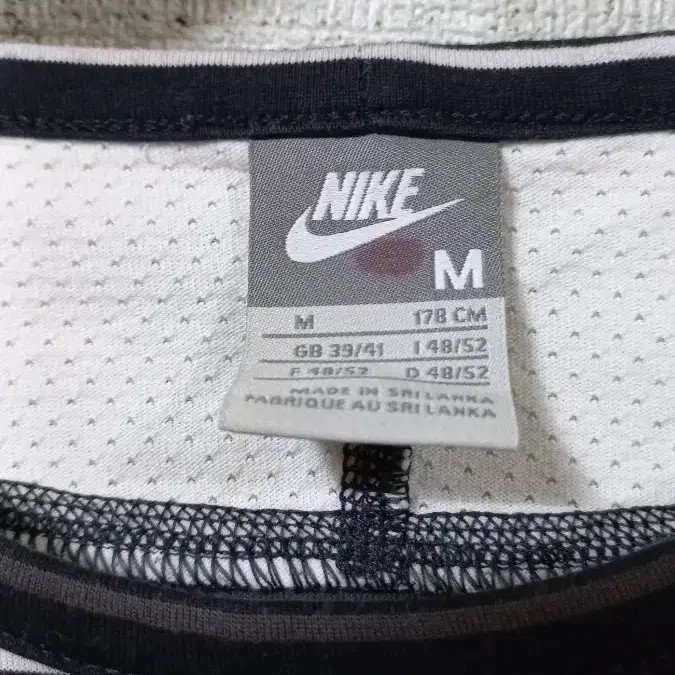 NIKE
M
M 178 CM
GB 39/41 I 48/52
F 48/52 D 48/52
MADE IN SRI LANKA
FABRIQUE AU SRI LANKA